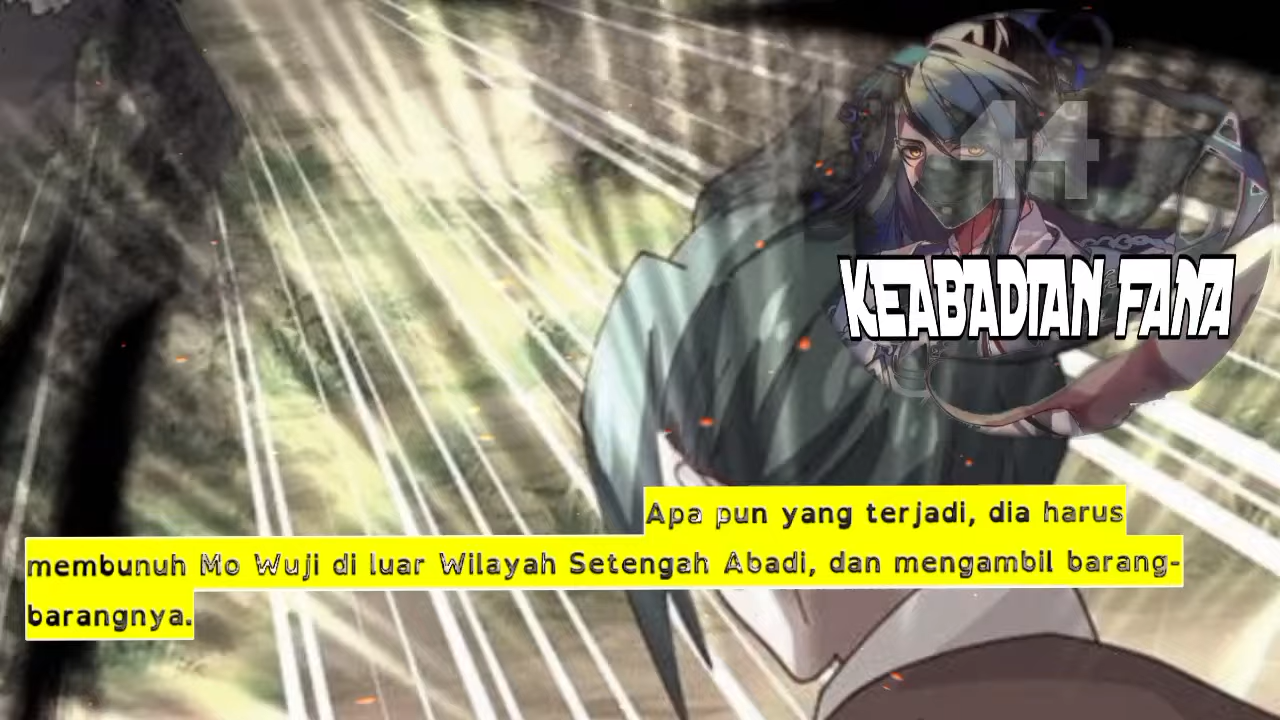 44
KEABADIAN FANA
Apa pun yang terjadi, dia harus
membunuh Mo Wuji di luar Wilayah Setengah Abadi, dan mengambil barang-
barangnya.